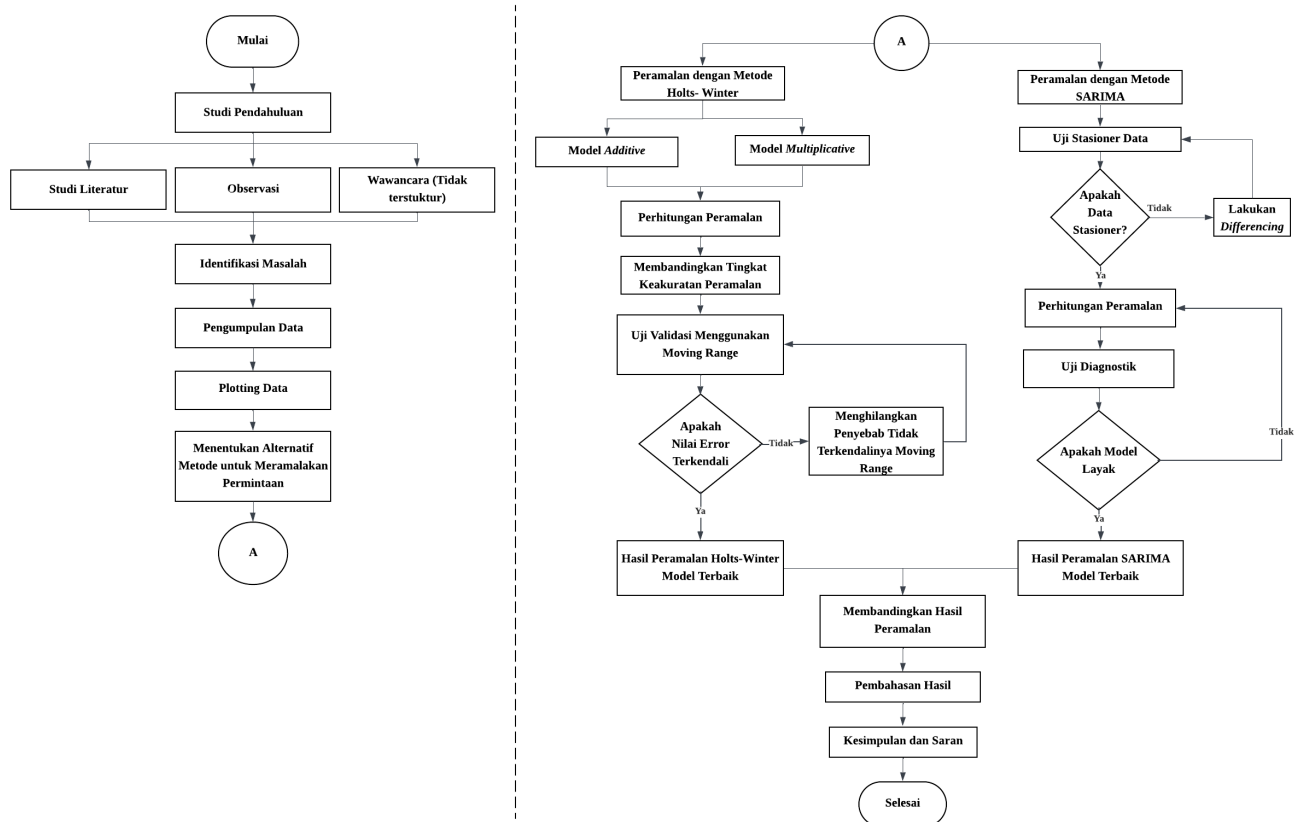 Mulai
Studi Pendahuluan
Studi Literatur
Observasi
Wawancara (Tidak
terstuktur)
Identifikasi Masalah
Pengumpulan Data
Plotting Data
Menentukan Alternatif
Metode untuk Meramalakan
Permintaan
A
A
Peramalan dengan Metode
Holts- Winter
Model Additive
Model Multiplicative
Perhitungan Peramalan
Membandingkan Tingkat
Keakuratan Peramalan
Uji Validasi Menggunakan
Moving Range
Apakah
Nilai Error
Terkendali
Tidak
Menghilangkan
Penyebab Tidak
Terkendalinya Moving
Range
Ya
Hasil Peramalan Holts-Winter
Model Terbaik
Peramalan dengan Metode
SARIMA
Uji Stasioner Data
Apakah
Data
Stasioner?
Tidak
Lakukan
Differencing
Ya
Perhitungan Peramalan
Uji Diagnostik
Apakah Model
Layak
Tidak
Ya
Hasil Peramalan SARIMA
Model Terbaik
Membandingkan Hasil
Peramalan
Pembahasan Hasil
Kesimpulan dan Saran
Selesai